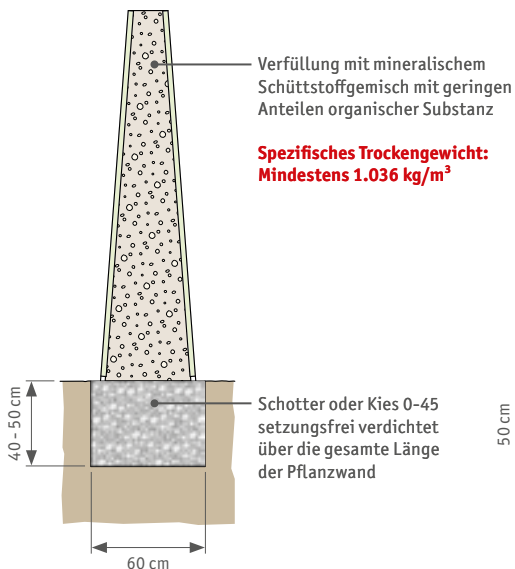 Verfüllung mit mineralischem
Schüttstoffgemisch mit geringen
Anteilen organischer Substanz
Spezifisches Trockengewicht:
Mindestens 1.036 kg/m³
40 - 50 cm
Schotter oder Kies 0-45
setzungsfrei verdichtet
über die gesamte Länge
der Pflanzwand
50 cm
60 cm